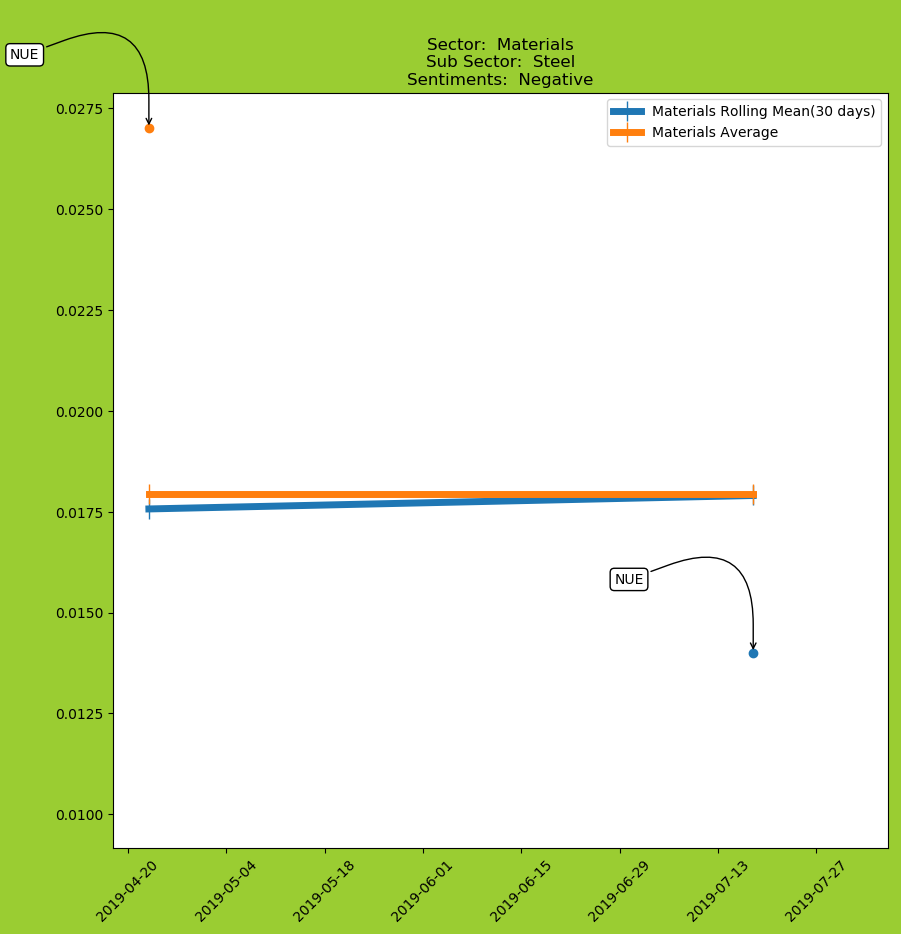 Sector:  Materials
Sub Sector:  Steel
Sentiments:  Negative
NUE
Materials Rolling Mean(30 days)
Materials Average
0.0275
0.0250
0.0225
0.0200
0.0175
0.0150
0.0125
0.0100
NUE
2019-04-20
2019-05-04
2019-05-18
2019-06-01
2019-06-15
2019-06-29
2019-07-13
2019-07-27